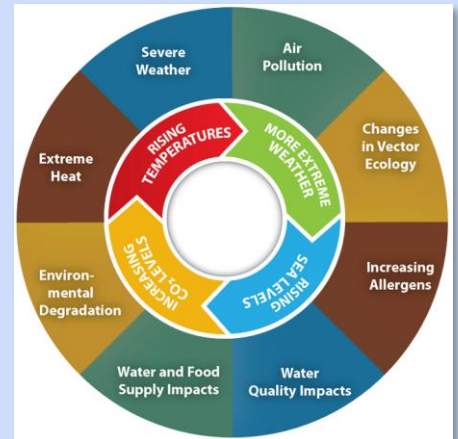 Severe
Weather
Air
Pollution
Changes
in Vector
Ecology
Increasing
Allergens
Water
Quality Impacts
Water and Food
Supply Impacts
Environ-
mental
Degradation
Extreme
Heat
RISING
TEMPERATURES
MORE EXTREME
WEATHER
RISING
SEA LEVELS
INCREASING
CO₂ LEVELS